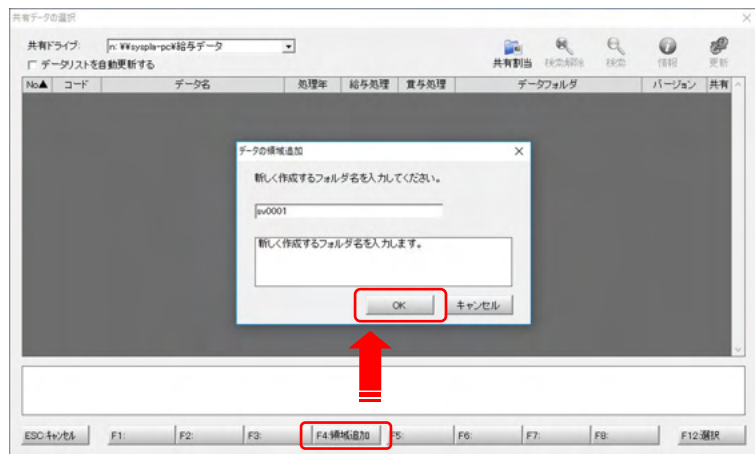 共有データの選択
共有ドライブ: n: ¥¥syspla-pc¥給与データ
データリストを自動更新する
共有割当 検索解除 検索 情報 更新
No▲ コード データ名 処理年 給与処理 賞与処理 データフォルダ バージョン 共有
データの領域追加
新しく作成するフォルダ名を入力してください。
sv0001
新しく作成するフォルダ名を入力します。
OK キャンセル
ESC:キャンセル F1: F2: F3: F4:領域追加 F5: F6: F7: F8: F12:選択